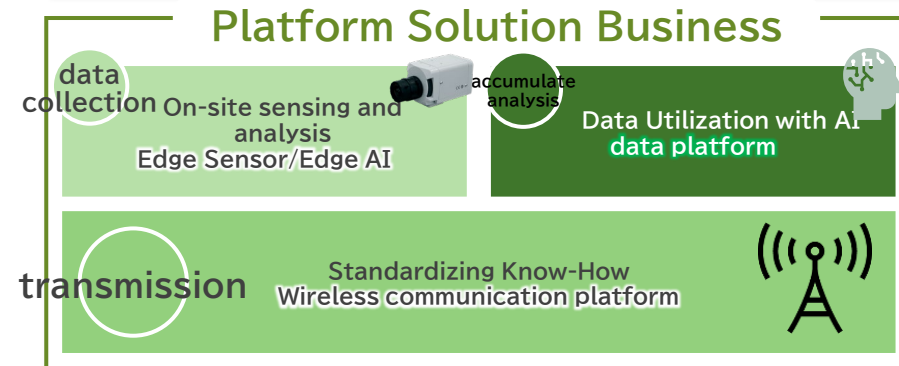 Platform Solution Business
data
collection
On-site sensing and
analysis
Edge Sensor/Edge AI
accumulate
analysis
Data Utilization with AI
data platform
transmission
Standardizing Know-How
Wireless communication platform